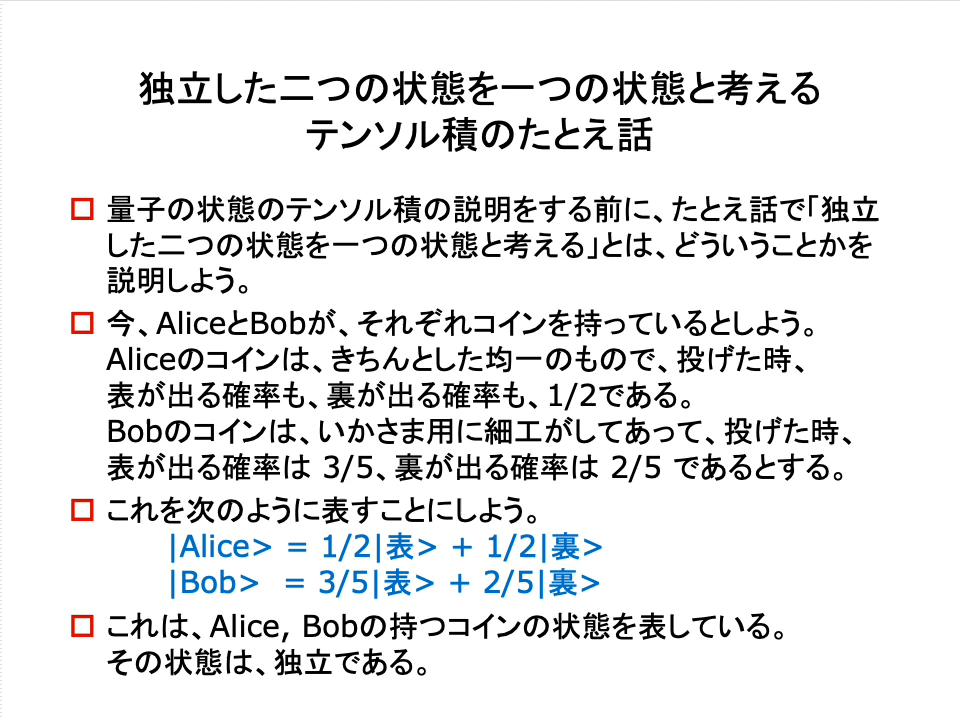 独立した二つの状態を一つの状態と考える
テンソル積のたとえ話
量子の状態のテンソル積の説明をする前に、たとえ話で「独立
した二つの状態を一つの状態と考える」とは、どういうことかを
説明しよう。
今、AliceとBobが、それぞれコインを持っているとしよう。
Aliceのコインは、きちんとした均一のもので、投げた時、
表が出る確率も、裏が出る確率も、1/2である。
Bobのコインは、いかさま用に細工がしてあって、投げた時、
表が出る確率は 3/5、裏が出る確率は 2/5 であるとする。
これを次のように表すことにしよう。
|Alice> = 1/2|表> + 1/2|裏>
|Bob> = 3/5|表> + 2/5|裏>
これは、Alice, Bobの持つコインの状態を表している。
その状態は、独立である。